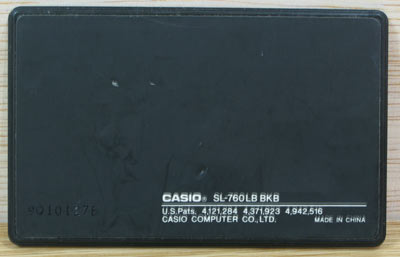 CASIO® SL-760LB BKB
U.S.Pats. 4,121,284 4,371,923 4,942,516
CASIO COMPUTER CO.,LTD. MADE IN CHINA